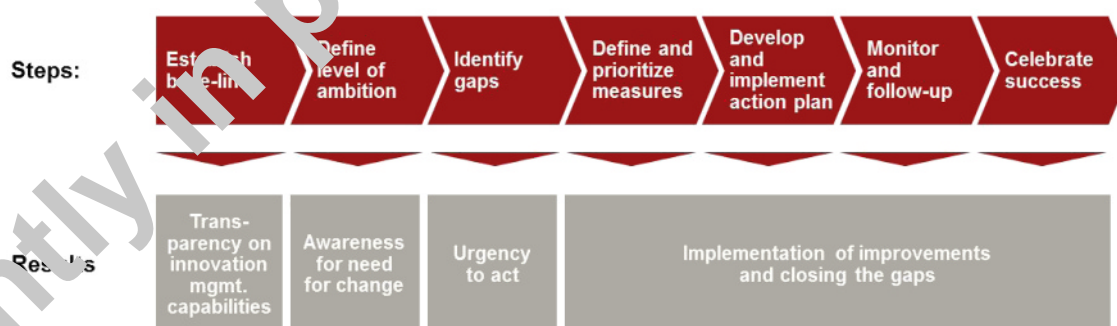 Steps:
Define
level of
ambition
Identify
gaps
Define and
prioritize
measures
Develop
and
implement
action plan
Monitor
and
follow-up
Celebrate
success
Results
Trans-
parency on
innovation
mgmt.
capabilities
Awareness
for need
for change
Urgency
to act
Implementation of improvements
and closing the gaps